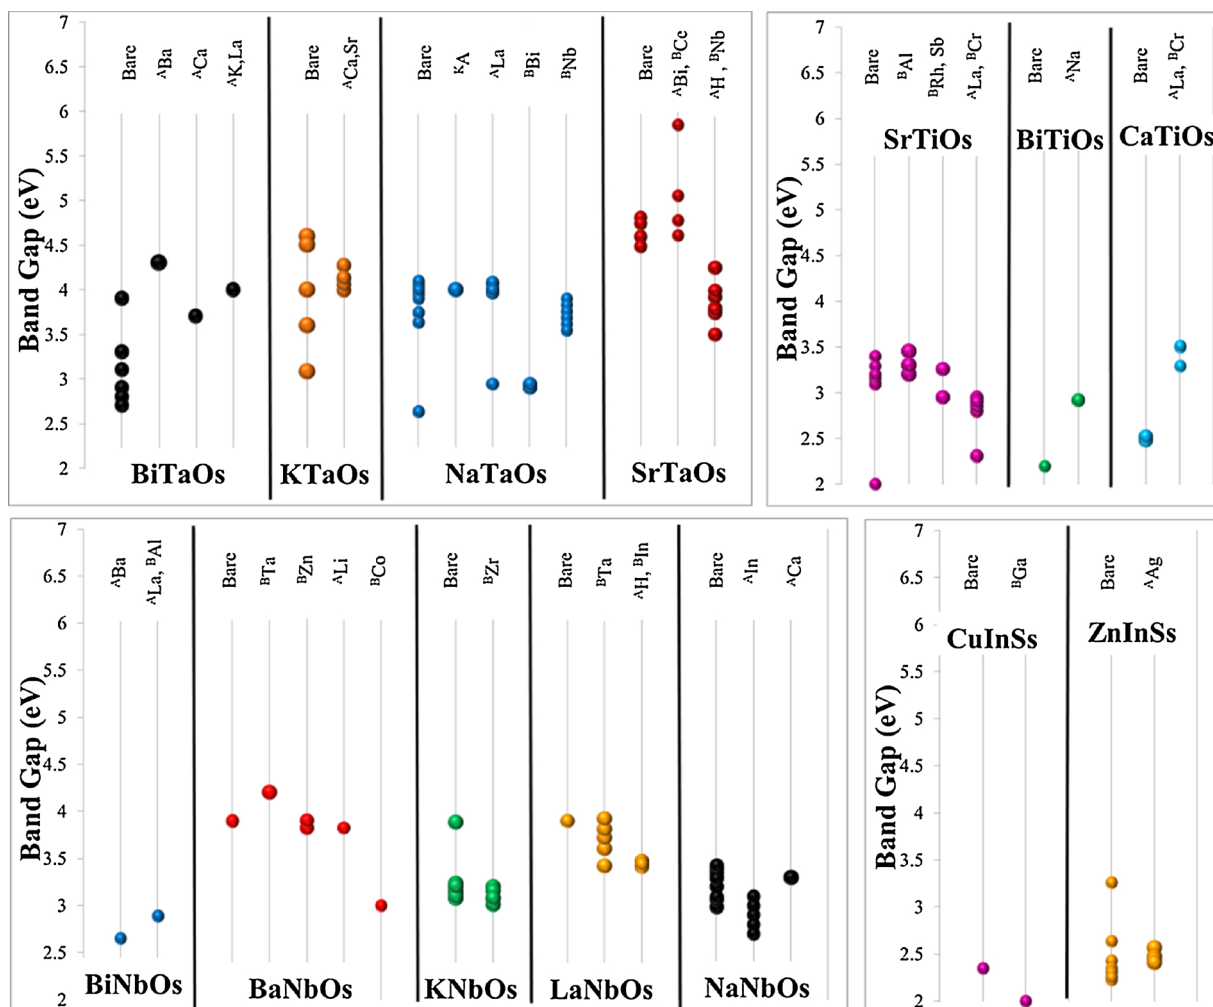 7
6.5
6
5.5
5
4.5
4
3.5
3
2.5
2
Band Gap (eV)
Bare
ᴬBa
ᴬCa
ᴬK,La
BiTaOs
Bare
ᴬCa,Sr
KTaOs
Bare
ᴷA
ᴬLa
ᴮBi
ᴮNb
NaTaOs
Bare
ᴬBi, ᴮCe
ᴬH , ᴮNb
SrTaOs
7
6.5
6
5.5
5
4.5
4
3.5
3
2.5
2
Band Gap (eV)
Bare
ᴮAl
ᴮRh, Sb
ᴬLa, ᴮCr
SrTiOs
Bare
ᴬNa
BiTiOs
Bare
ᴬLa, ᴮCr
CaTiOs
7
6.5
6
5.5
5
4.5
4
3.5
3
2.5
2
Band Gap (eV)
ᴬBa
ᴬLa, ᴮAl
BiNbOs
Bare
ᴮTa
ᴮZn
ᴬLi
ᴮCo
BaNbOs
Bare
ᴮZr
KNbOs
Bare
ᴮTa
ᴬH, ᴮIn
LaNbOs
Bare
ᴬIn
ᴬCa
NaNbOs
7
6.5
6
5.5
5
4.5
4
3.5
3
2.5
2
Band Gap (eV)
Bare
ᴮGa
CuInSs
Bare
ᴬAg
ZnInSs